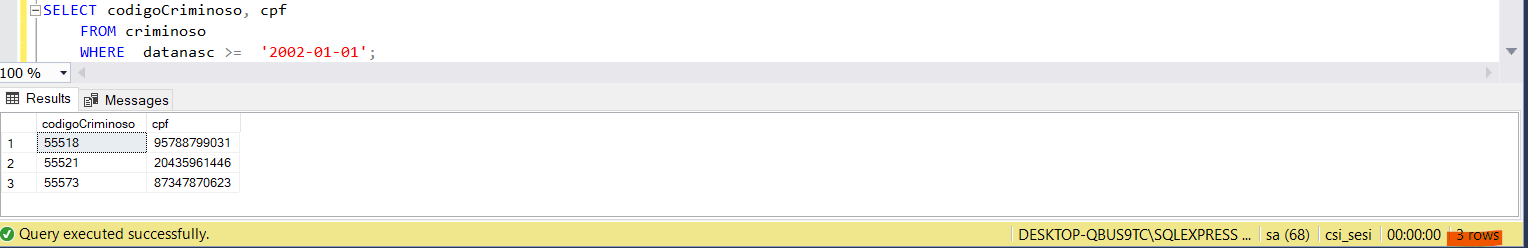 SELECT codigoCriminoso, cpf
FROM criminoso
WHERE datanasc >= '2002-01-01';
100 %
Results Messages
codigoCriminoso cpf
1 55518 95788799031
2 55521 20435961446
3 55573 87347870623
Query executed successfully. DESKTOP-QBUS9TC\SQLEXPRESS ... sa (68) csi_sesi 00:00:00 3 rows